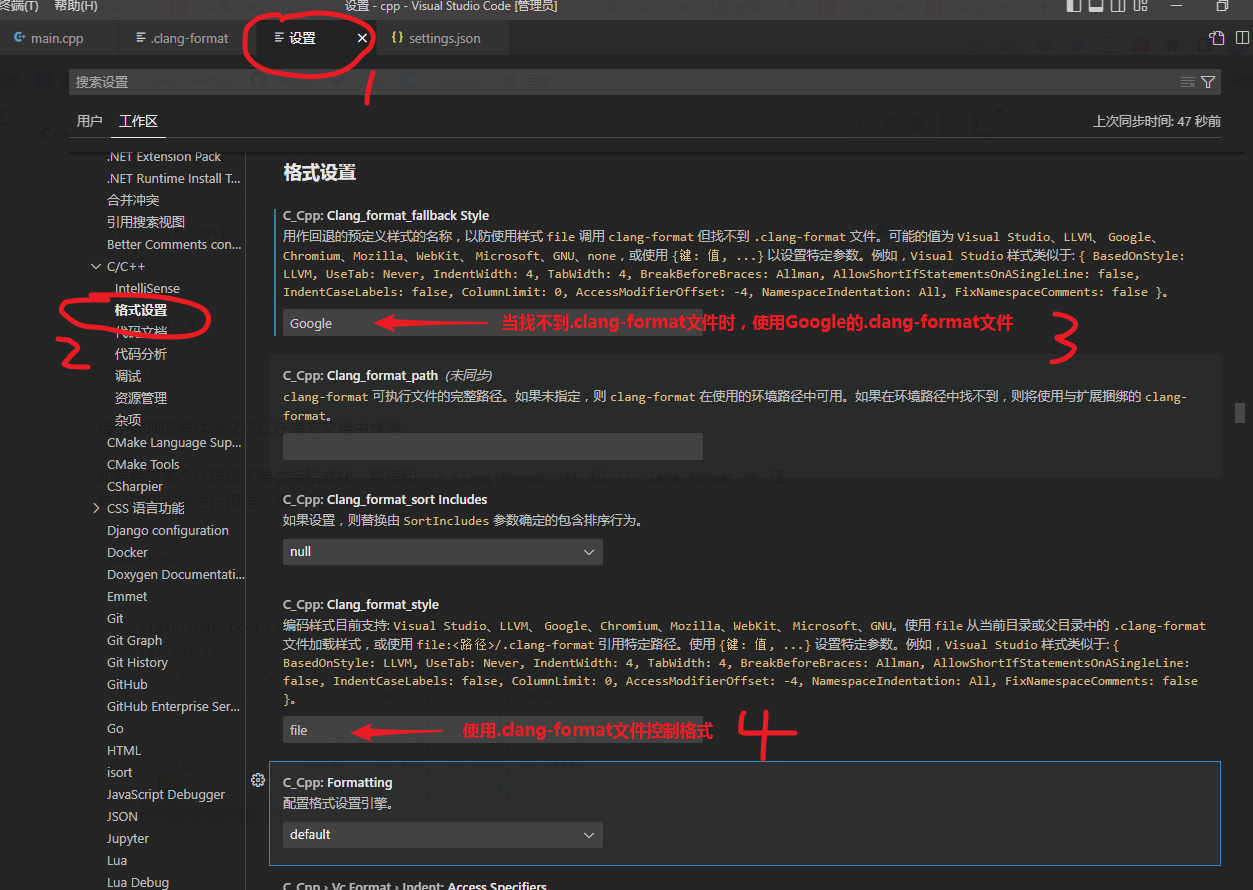 终端(T) 帮助(H)
设置 - cpp - Visual Studio Code [管理员]
main.cpp
.clang-format
设置
settings.json
1
搜索设置
用户 工作区
上次同步时间: 47 秒前
.NET Extension Pack
.NET Runtime Install T...
合并冲突
引用搜索视图
Better Comments con...
C/C++
IntelliSense
格式设置
代码文档
代码分析
调试
资源管理
杂项
CMake Language Sup...
CMake Tools
CSharpier
CSS 语言功能
Django configuration
Docker
Doxygen Documentati...
Emmet
Git
Git Graph
Git History
GitHub
GitHub Enterprise Ser...
Go
HTML
isort
JavaScript Debugger
JSON
Jupyter
Lua
Lua Debug
2
格式设置
C_Cpp: Clang_format_fallback Style
用作回退的预定义样式的名称，以防使用样式 file 调用 clang-format 但找不到 .clang-format 文件。可能的值为 Visual Studio、LLVM、 Google、
Chromium、Mozilla、WebKit、 Microsoft、GNU、none，或使用 {键: 值, ...} 以设置特定参数。例如，Visual Studio 样式类似于: { BasedOnStyle:
LLVM, UseTab: Never, IndentWidth: 4, TabWidth: 4, BreakBeforeBraces: Allman, AllowShortIfStatementsOnASingleLine: false,
IndentCaseLabels: false, ColumnLimit: 0, AccessModifierOffset: -4, NamespaceIndentation: All, FixNamespaceComments: false }。
Google
当找不到.clang-format文件时，使用Google的.clang-format文件
3
C_Cpp: Clang_format_path (未同步)
clang-format 可执行文件的完整路径。如果未指定，则 clang-format 在使用的环境路径中可用。如果在环境路径中找不到，则将使用与扩展捆绑的 clang-
format。
C_Cpp: Clang_format_sort Includes
如果设置，则替换由 SortIncludes 参数确定的包含排序行为。
null
C_Cpp: Clang_format_style
编码样式目前支持: Visual Studio、LLVM、 Google、Chromium、Mozilla、WebKit、 Microsoft、GNU。使用 file 从当前目录或父目录中的 .clang-format
文件加载样式，或使用 file:<路径>/.clang-format 引用特定路径。使用 {键: 值, ...} 设置特定参数。例如，Visual Studio 样式类似于: {
BasedOnStyle: LLVM, UseTab: Never, IndentWidth: 4, TabWidth: 4, BreakBeforeBraces: Allman, AllowShortIfStatementsOnASingleLine:
false, IndentCaseLabels: false, ColumnLimit: 0, AccessModifierOffset: -4, NamespaceIndentation: All, FixNamespaceComments: false
}。
file
使用.clang-format文件控制格式
4
C_Cpp: Formatting
配置格式设置引擎。
default
C_Cpp › Vc Format › Indent: Access Specifiers